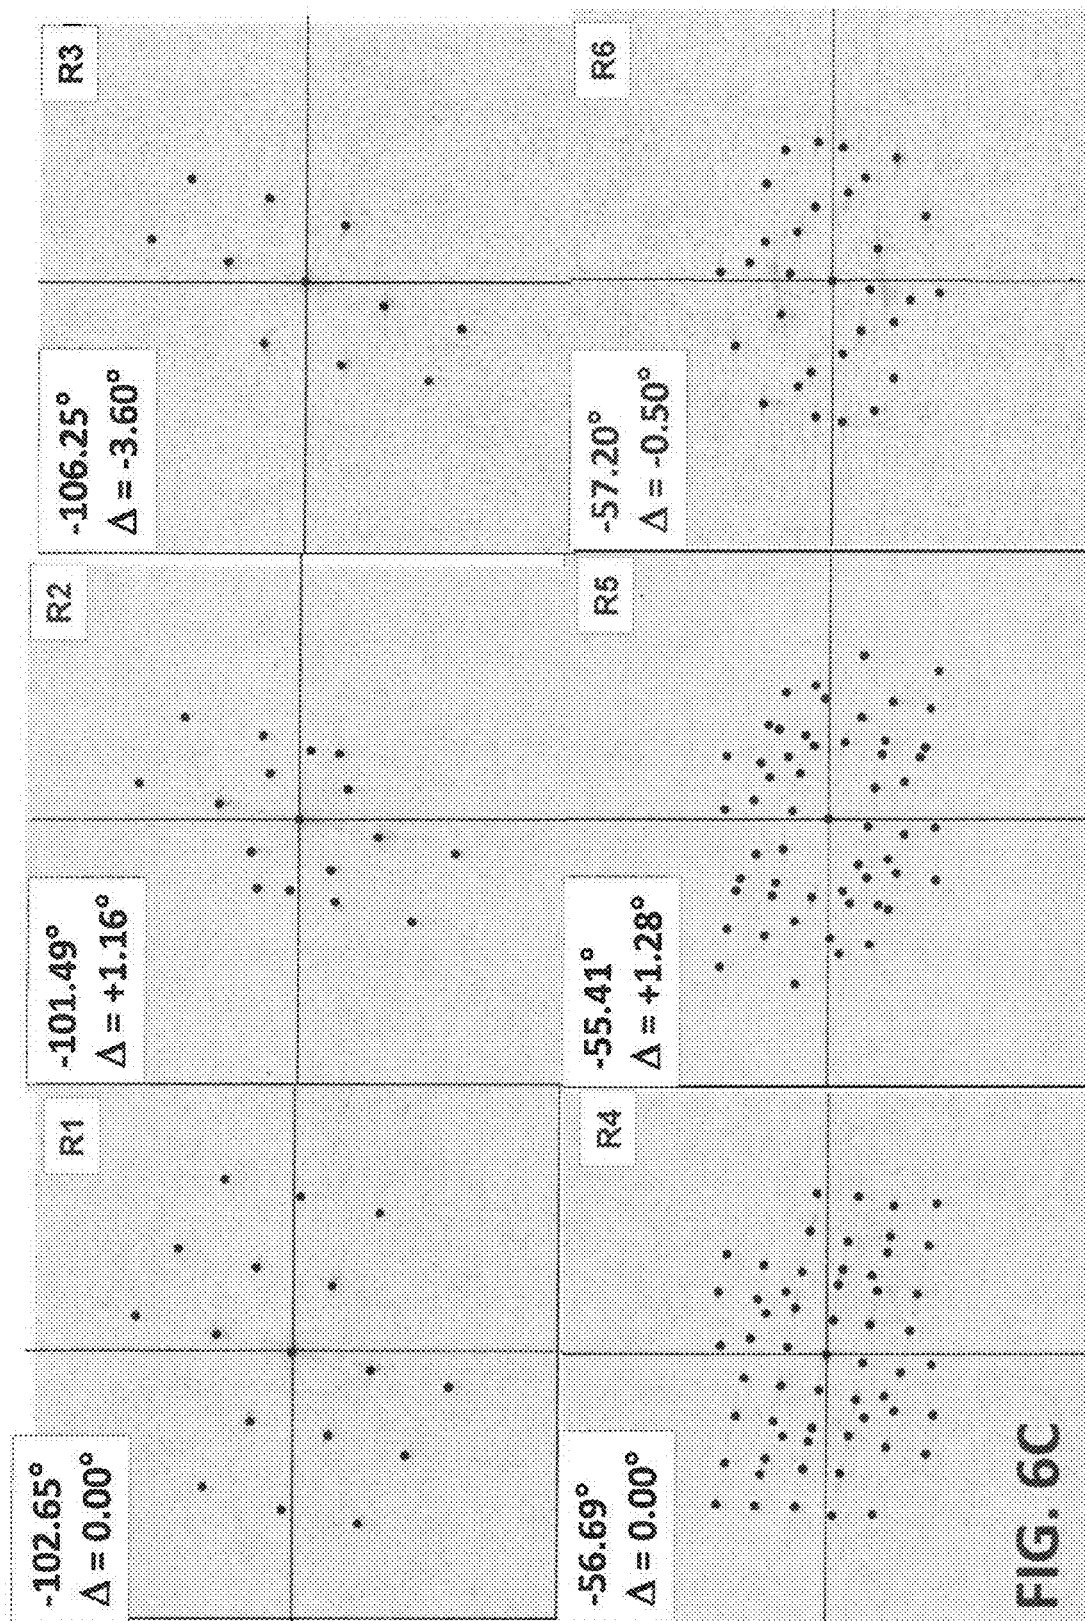 -102.65°
Δ = 0.00°
R1
-101.49°
Δ = +1.16°
R2
-106.25°
Δ = -3.60°
R3
-56.69°
Δ = 0.00°
R4
-55.41°
Δ = +1.28°
R5
-57.20°
Δ = -0.50°
R6
FIG. 6C